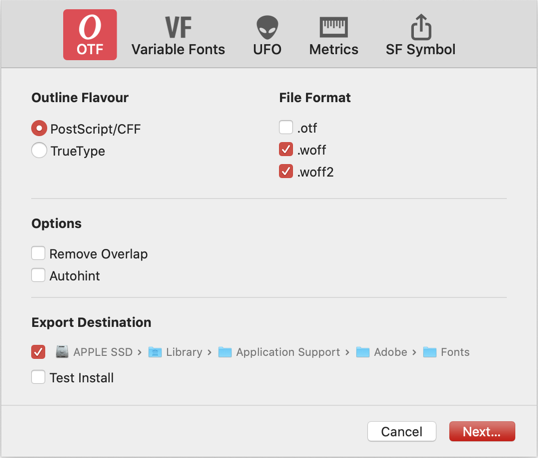 O VF
OTF Variable Fonts UFO Metrics SF Symbol
Outline Flavour
PostScript/CFF
TrueType
File Format
.otf
.woff
.woff2
Options
Remove Overlap
Autohint
Export Destination
APPLE SSD › Library › Application Support › Adobe › Fonts
Test Install
Cancel Next...